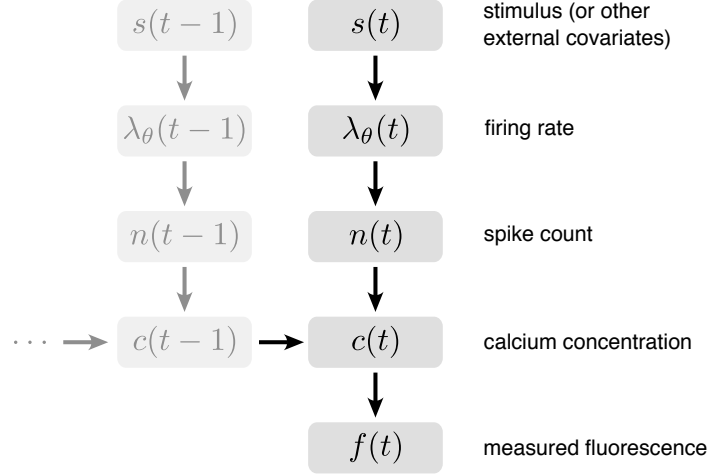 s(t − 1) s(t) stimulus (or other
external covariates)
λθ(t − 1) λθ(t) firing rate
n(t − 1) n(t) spike count
· · · c(t − 1) c(t) calcium concentration
f(t) measured fluorescence